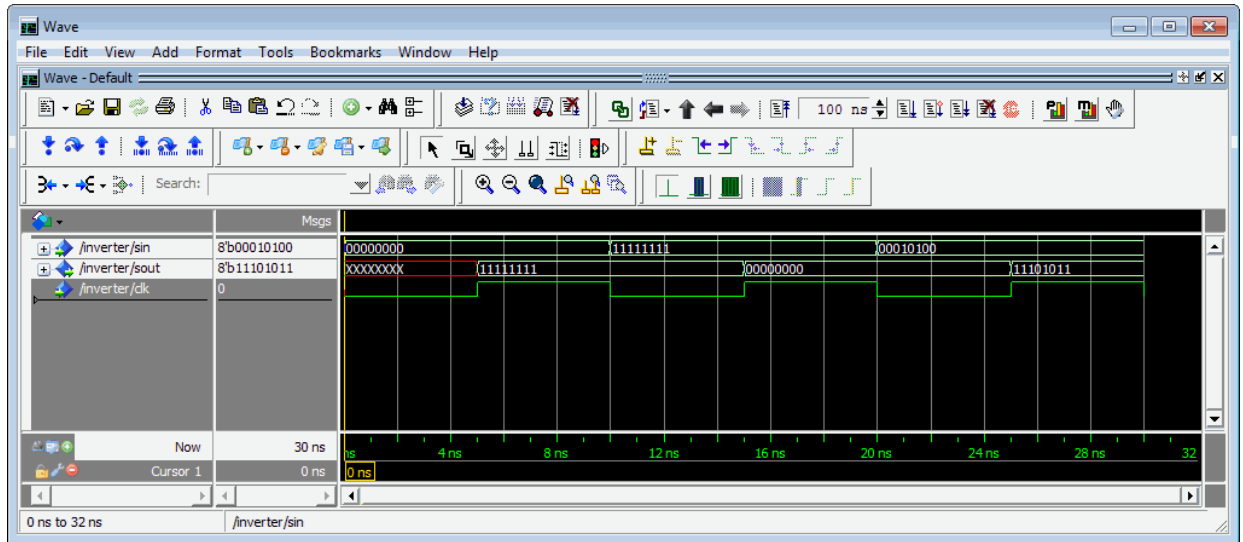 Wave
File Edit View Add Format Tools Bookmarks Window Help
Wave - Default
100 ns
Search:
Msgs
/inverter/sin 8'b00010100 00000000 11111111 00010100
/inverter/sout 8'b11101011 XXXXXXXX 11111111 00000000 11101011
/inverter/clk 0
Now 30 ns ns 4 ns 8 ns 12 ns 16 ns 20 ns 24 ns 28 ns 32
Cursor 1 0 ns 0 ns
0 ns to 32 ns /inverter/sin